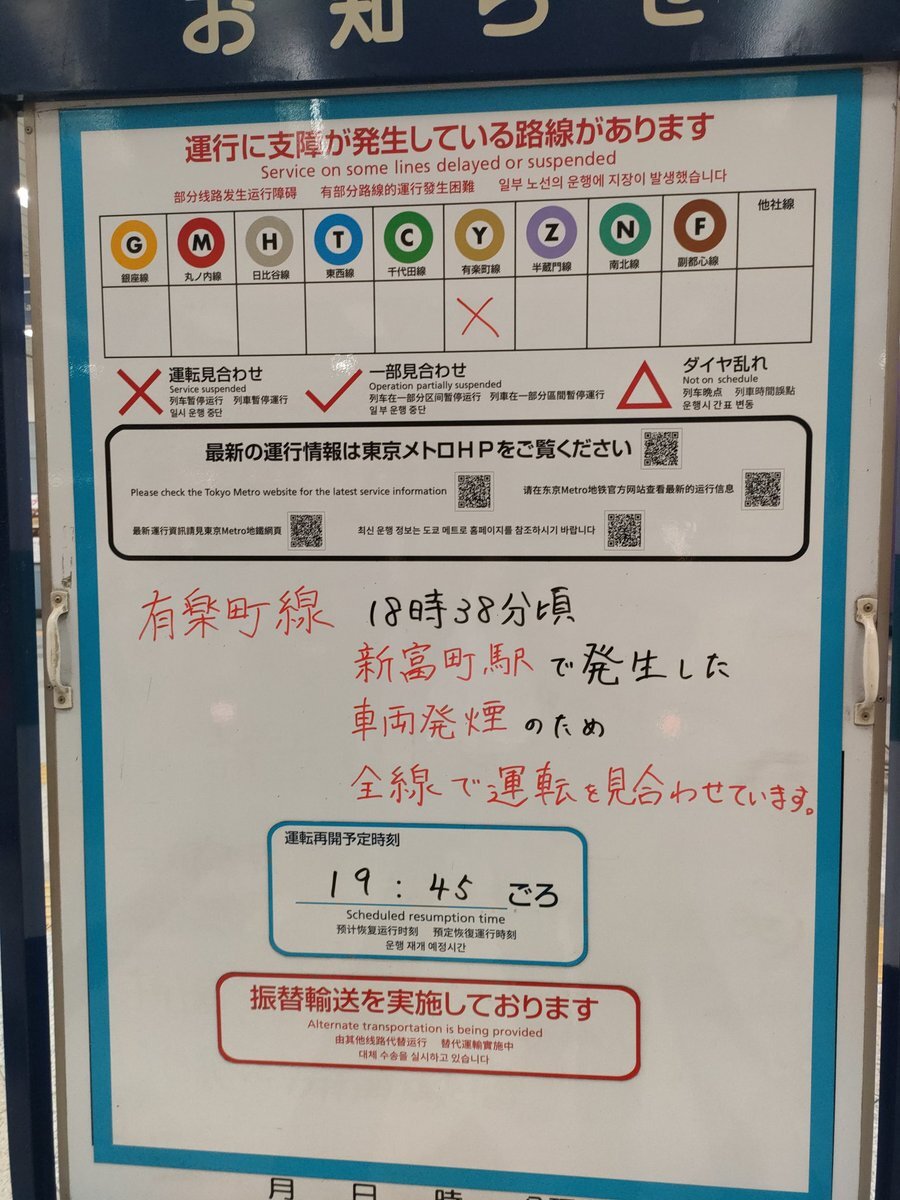 お知らせ
運行に支障が発生している路線があります
Service on some lines delayed or suspended
部分线路发生运行障碍 有部分路線的運行發生困難 일부 노선의 운행에 지장이 발생했습니다
G M H T C Y Z N F 他社線
銀座線 丸ノ内線 日比谷線 東西線 千代田線 有楽町線 半蔵門線 南北線 副都心線
運転見合わせ
Service suspended
列车暂停运行 列車暫停運行
일시 운행 중단
一部見合わせ
Operation partially suspended
列车在一部分区间暂停运行 列車在一部分區間暫停運行
일부 운행 중단
ダイヤ乱れ
Not on schedule
列车晚点 列車時間誤點
운행시간표 변동
最新の運行情報は東京メトロHPをご覧ください
Please check the Tokyo Metro website for the latest service information
请在东京Metro地铁官方网站查看最新的运行信息
最新運行資訊請見東京Metro地鐵網頁
최신 운행 정보는 도쿄 메트로 홈페이지를 참조하시기 바랍니다
有楽町線 18時38分頃
新富町駅で発生した
車両発煙のため
全線で運転を見合わせています。
運転再開予定時刻
19:45ごろ
Scheduled resumption time
预计恢复运行时刻 預定恢復運行時刻
운행 재개 예정시간
振替輸送を実施しております
Alternate transportation is being provided
由其他线路代替运行 替代運輸實施中
대체 수송을 실시하고 있습니다
月 日 時